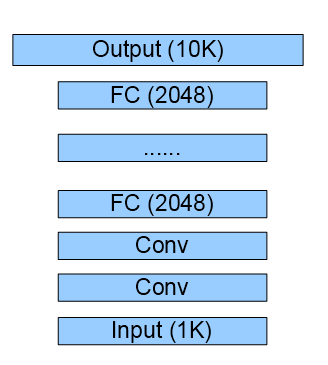 Output (10K)
FC (2048)
......
FC (2048)
Conv
Conv
Input (1K)